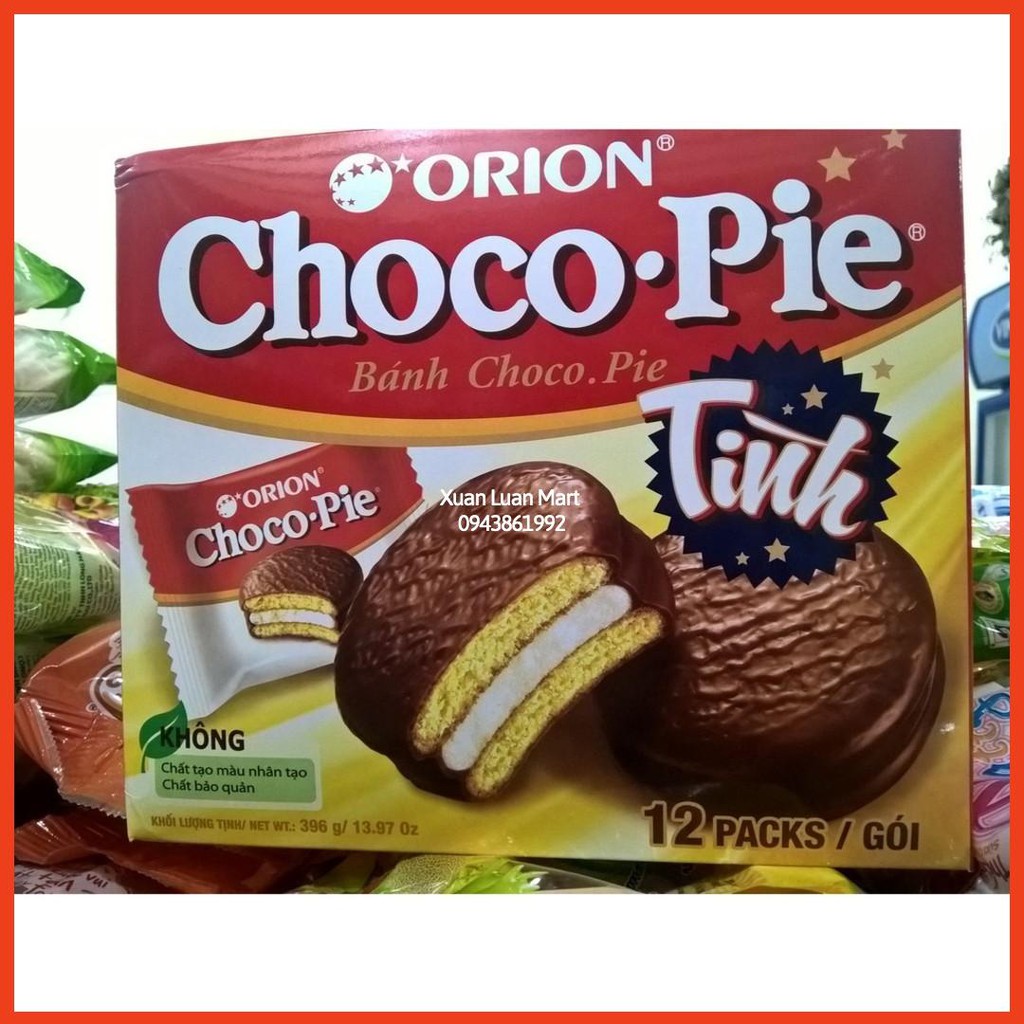 ORION®
Choco·Pie®
Bánh Choco.Pie
Tình
ORION®
Choco·Pie®
Xuan Luan Mart
0943861992
KHÔNG
Chất tạo màu nhân tạo
Chất bảo quản
KHỐI LƯỢNG TỊNH/ NET WT.: 396 g/ 13.97 Oz
12 PACKS / GÓI